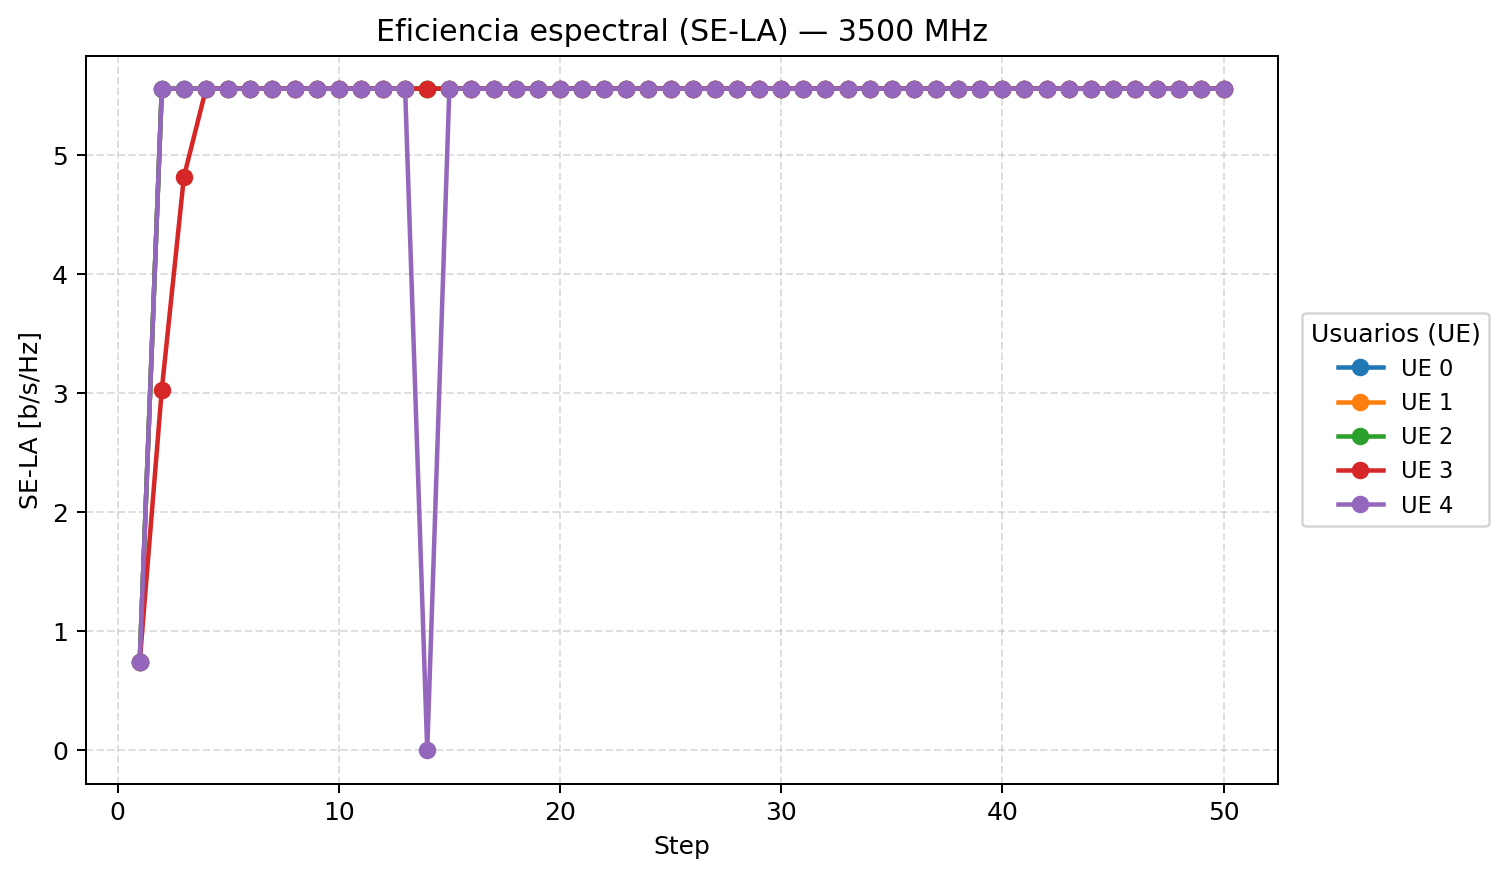 Eficiencia espectral (SE-LA) — 3500 MHz
SE-LA [b/s/Hz]
5
4
3
2
1
0
0 10 20 30 40 50
Step
Usuarios (UE)
UE 0
UE 1
UE 2
UE 3
UE 4